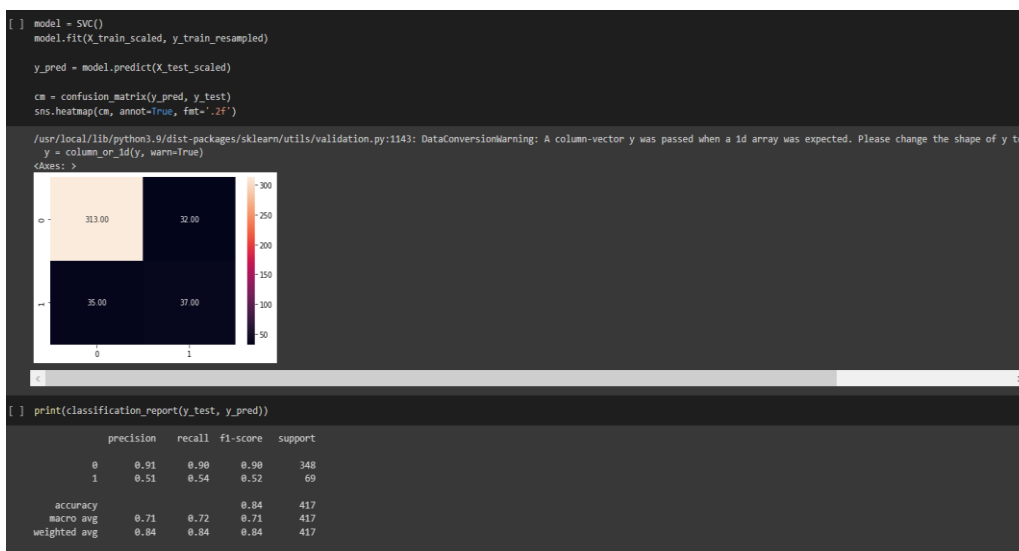 [ ] model = SVC()
model.fit(X_train_scaled, y_train_resampled)
y_pred = model.predict(X_test_scaled)
cm = confusion_matrix(y_pred, y_test)
sns.heatmap(cm, annot=True, fmt='.2f')
/usr/local/lib/python3.9/dist-packages/sklearn/utils/validation.py:1143: DataConversionWarning: A column-vector y was passed when a 1d array was expected. Please change the shape of y
y = column_or_1d(y, warn=True)
<Axes: >
300
0 313.00 32.00 250
200
150
1 35.00 37.00 100
50
0 1
[ ] print(classification_report(y_test, y_pred))
precision recall f1-score support
0 0.91 0.90 0.90 348
1 0.51 0.54 0.52 69
accuracy 0.84 417
macro avg 0.71 0.72 0.71 417
weighted avg 0.84 0.84 0.84 417